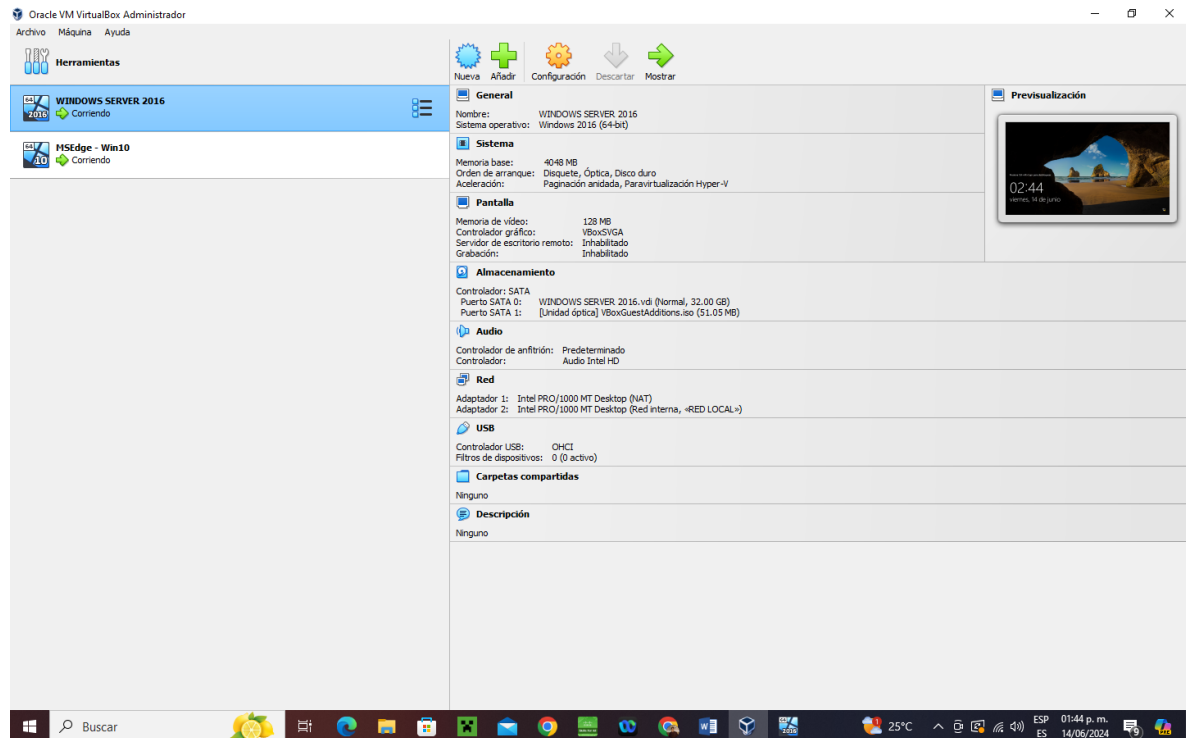 Oracle VM VirtualBox Administrador
Archivo Máquina Ayuda
Herramientas
WINDOWS SERVER 2016
Corriendo
MSEdge - Win10
Corriendo
Nueva Añadir Configuración Descartar Mostrar
General
Nombre: WINDOWS SERVER 2016
Sistema operativo: Windows 2016 (64-bit)
Sistema
Memoria base: 4048 MB
Orden de arranque: Disquete, Óptica, Disco duro
Aceleración: Paginación anidada, Paravirtualización Hyper-V
Pantalla
Memoria de vídeo: 128 MB
Controlador gráfico: VBoxSVGA
Servidor de escritorio remoto: Inhabilitado
Grabación: Inhabilitado
Almacenamiento
Controlador: SATA
Puerto SATA 0: WINDOWS SERVER 2016.vdi (Normal, 32.00 GB)
Puerto SATA 1: [Unidad óptica] VBoxGuestAdditions.iso (51.05 MB)
Audio
Controlador de anfitrión: Predeterminado
Controlador: Audio Intel HD
Red
Adaptador 1: Intel PRO/1000 MT Desktop (NAT)
Adaptador 2: Intel PRO/1000 MT Desktop (Red interna, «RED LOCAL»)
USB
Controlador USB: OHCI
Filtros de dispositivos: 0 (0 activo)
Carpetas compartidas
Ninguno
Descripción
Ninguno
Previsualización
02:44
viernes, 14 de junio
Buscar
25°C
ESP
ES
01:44 p. m.
14/06/2024